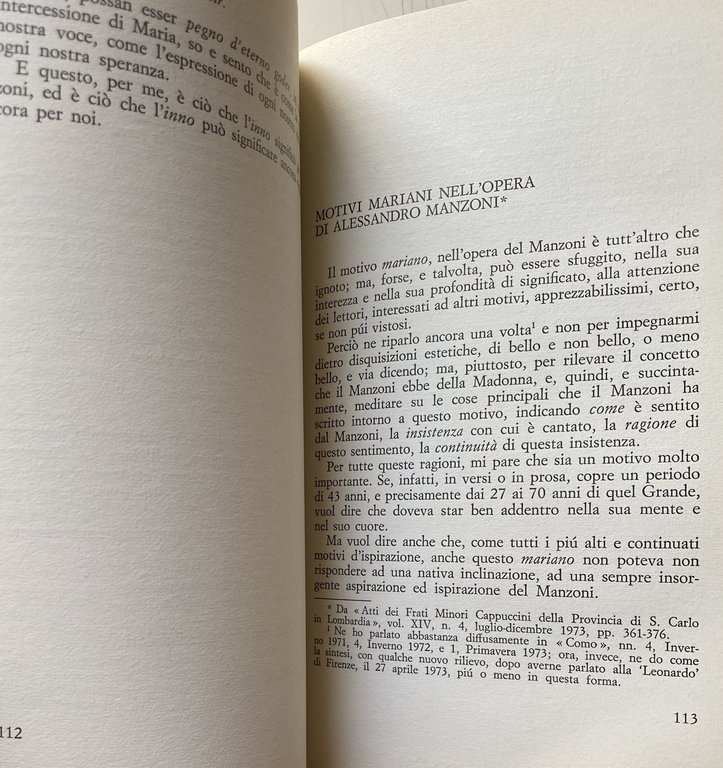 possan esser pegno d'eterno goder,
ntercessione di Maria, so e sento che è come
nostra voce, come l'espressione di ogni nostro
ogni nostra speranza.
E questo, per me, è ciò che l'inno significò
zoni, ed è ciò che l'inno può significare ancora
cora per noi.
112
MOTIVI MARIANI NELL'OPERA
DI ALESSANDRO MANZONI*
Il motivo mariano, nell'opera del Manzoni è tutt'altro che
ignoto; ma, forse, e talvolta, può essere sfuggito, nella sua
interezza e nella sua profondità di significato, alla attenzione
dei lettori, interessati ad altri motivi, apprezzabilissimi, certo,
se non púi vistosi.
Perciò ne riparlo ancora una volta¹ e non per impegnarmi
dietro disquisizioni estetiche, di bello e non bello, o meno
bello, e via dicendo; ma, piuttosto, per rilevare il concetto
che il Manzoni ebbe della Madonna, e, quindi, e succinta-
mente, meditare su le cose principali che il Manzoni ha
scritto intorno a questo motivo, indicando come è sentito
dal Manzoni, la insistenza con cui è cantato, la ragione di
questo sentimento, la continuità di questa insistenza.
Per tutte queste ragioni, mi pare che sia un motivo molto
importante. Se, infatti, in versi o in prosa, copre un periodo
di 43 anni, e precisamente dai 27 ai 70 anni di quel Grande,
vuol dire che doveva star ben addentro nella sua mente e
nel suo cuore.
Ma vuol dire anche che, come tutti i piú alti e continuati
motivi d'ispirazione, anche questo mariano non poteva non
rispondere ad una nativa inclinazione, ad una sempre insor-
gente aspirazione ed ispirazione del Manzoni.
* Da « Atti dei Frati Minori Cappuccini della Provincia di S. Carlo
in Lombardia », vol. XIV, n. 4, luglio-dicembre 1973, pp. 361-376.
¹ Ne ho parlato abbastanza diffusamente in « Como », nn. 4, Inver-
no 1971, 4, Inverno 1972, e 1, Primavera 1973; ora, invece, ne do come
la sintesi, con qualche nuovo rilievo, dopo averne parlato alla 'Leonardo'
di Firenze, il 27 aprile 1973, piú o meno in questa forma.
113